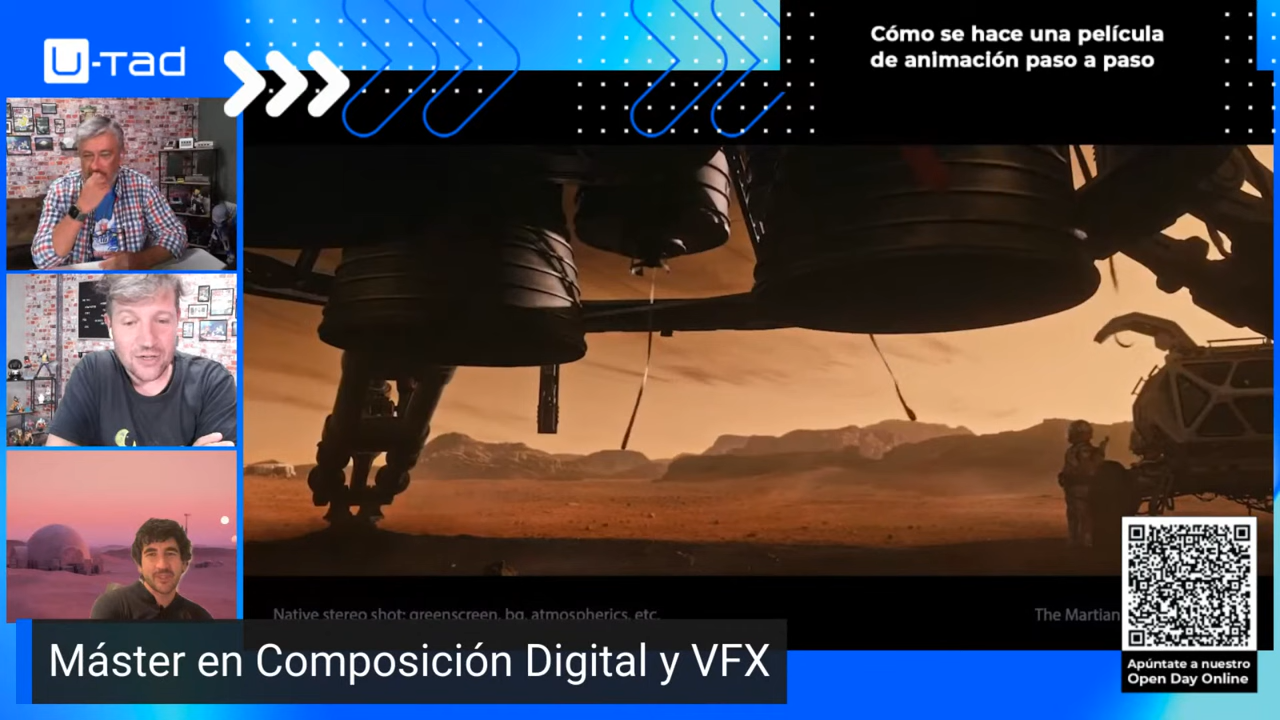 U-TAD
Cómo se hace una película
de animación paso a paso
Native stereo shot: greenscreen, bg, atmospherics, etc.
The Martian
Máster en Composición Digital y VFX
Apúntate a nuestro
Open Day Online